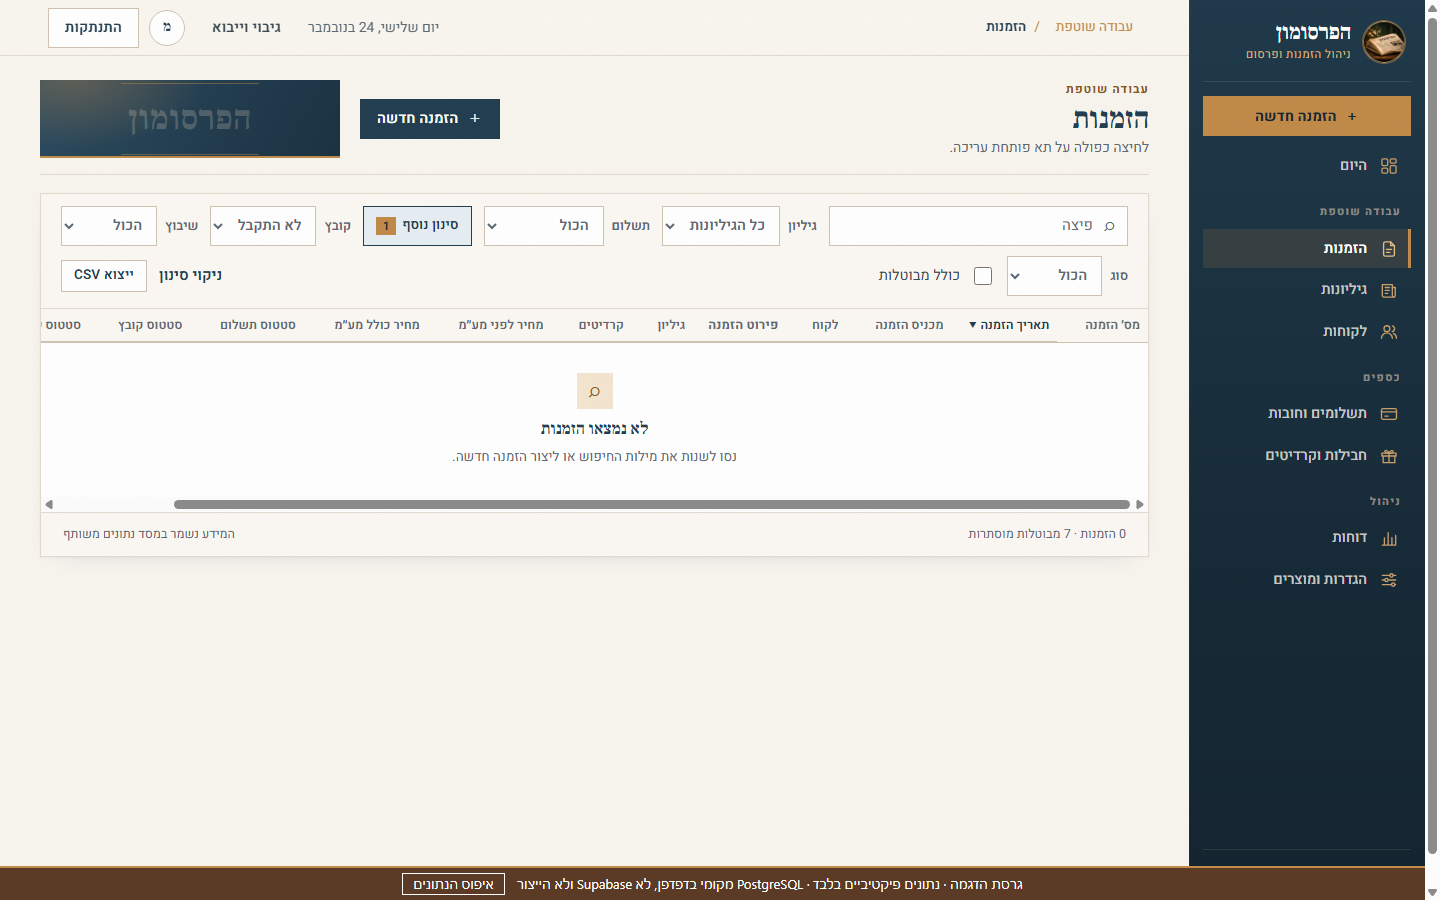 הפרסומון
ניהול הזמנות ופרסום
+ הזמנה חדשה
היום
עבודה שוטפת
הזמנות
גיליונות
לקוחות
כספים
תשלומים וחובות
חבילות וקרדיטים
ניהול
דוחות
הגדרות ומוצרים
עבודה שוטפת / הזמנות
יום שלישי, 24 בנובמבר
גיבוי וייבוא
מ
התנתקות
עבודה שוטפת
הזמנות
לחיצה כפולה על תא פותחת עריכה.
+ הזמנה חדשה
הפרסומון
פיצה
גיליון כל הגיליונות
תשלום הכול
סינון נוסף 1
קובץ לא התקבל
שיבוץ הכול
סוג הכול
כולל מבוטלות
ניקוי סינון
ייצוא CSV
מס' הזמנה תאריך הזמנה ▼ מכניס הזמנה לקוח פירוט הזמנה גיליון קרדיטים מחיר לפני מע"מ מחיר כולל מע"מ סטטוס תשלום סטטוס קובץ סטטוס
לא נמצאו הזמנות
נסו לשנות את מילות החיפוש או ליצור הזמנה חדשה.
0 הזמנות · 7 מבוטלות מוסתרות
המידע נשמר במסד נתונים משותף
גרסת הדגמה · נתונים פיקטיביים בלבד · PostgreSQL מקומי בדפדפן, לא Supabase ולא הייצור
איפוס הנתונים